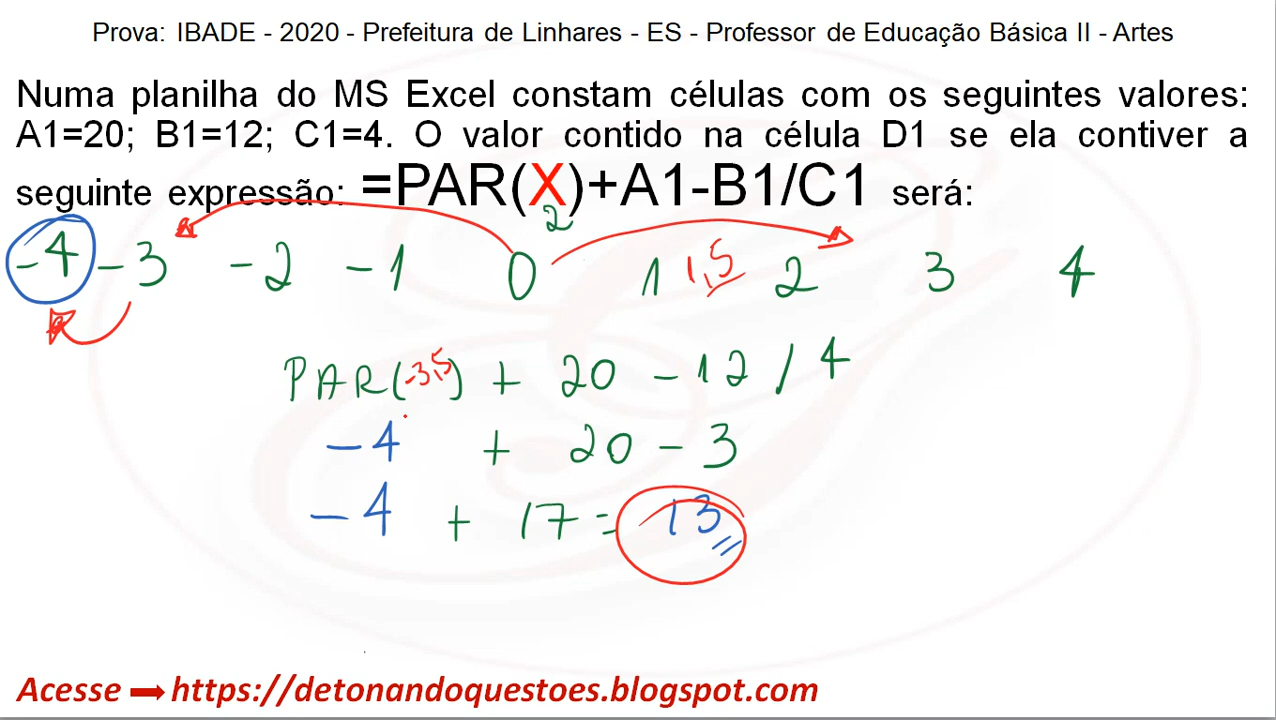 Prova: IBADE - 2020 - Prefeitura de Linhares - ES - Professor de Educação Básica II - Artes
Numa planilha do MS Excel constam células com os seguintes valores:
A1=20; B1=12; C1=4. O valor contido na célula D1 se ela contiver a
seguinte expressão: =PAR(X)+A1-B1/C1 será:
2
-4 -3 -2 -1 0 1 1,5 2 3 4
PAR(-3,5) + 20 - 12 / 4
-4 + 20 - 3
-4 + 17 = 13
Acesse ➡ https://detonandoquestoes.blogspot.com